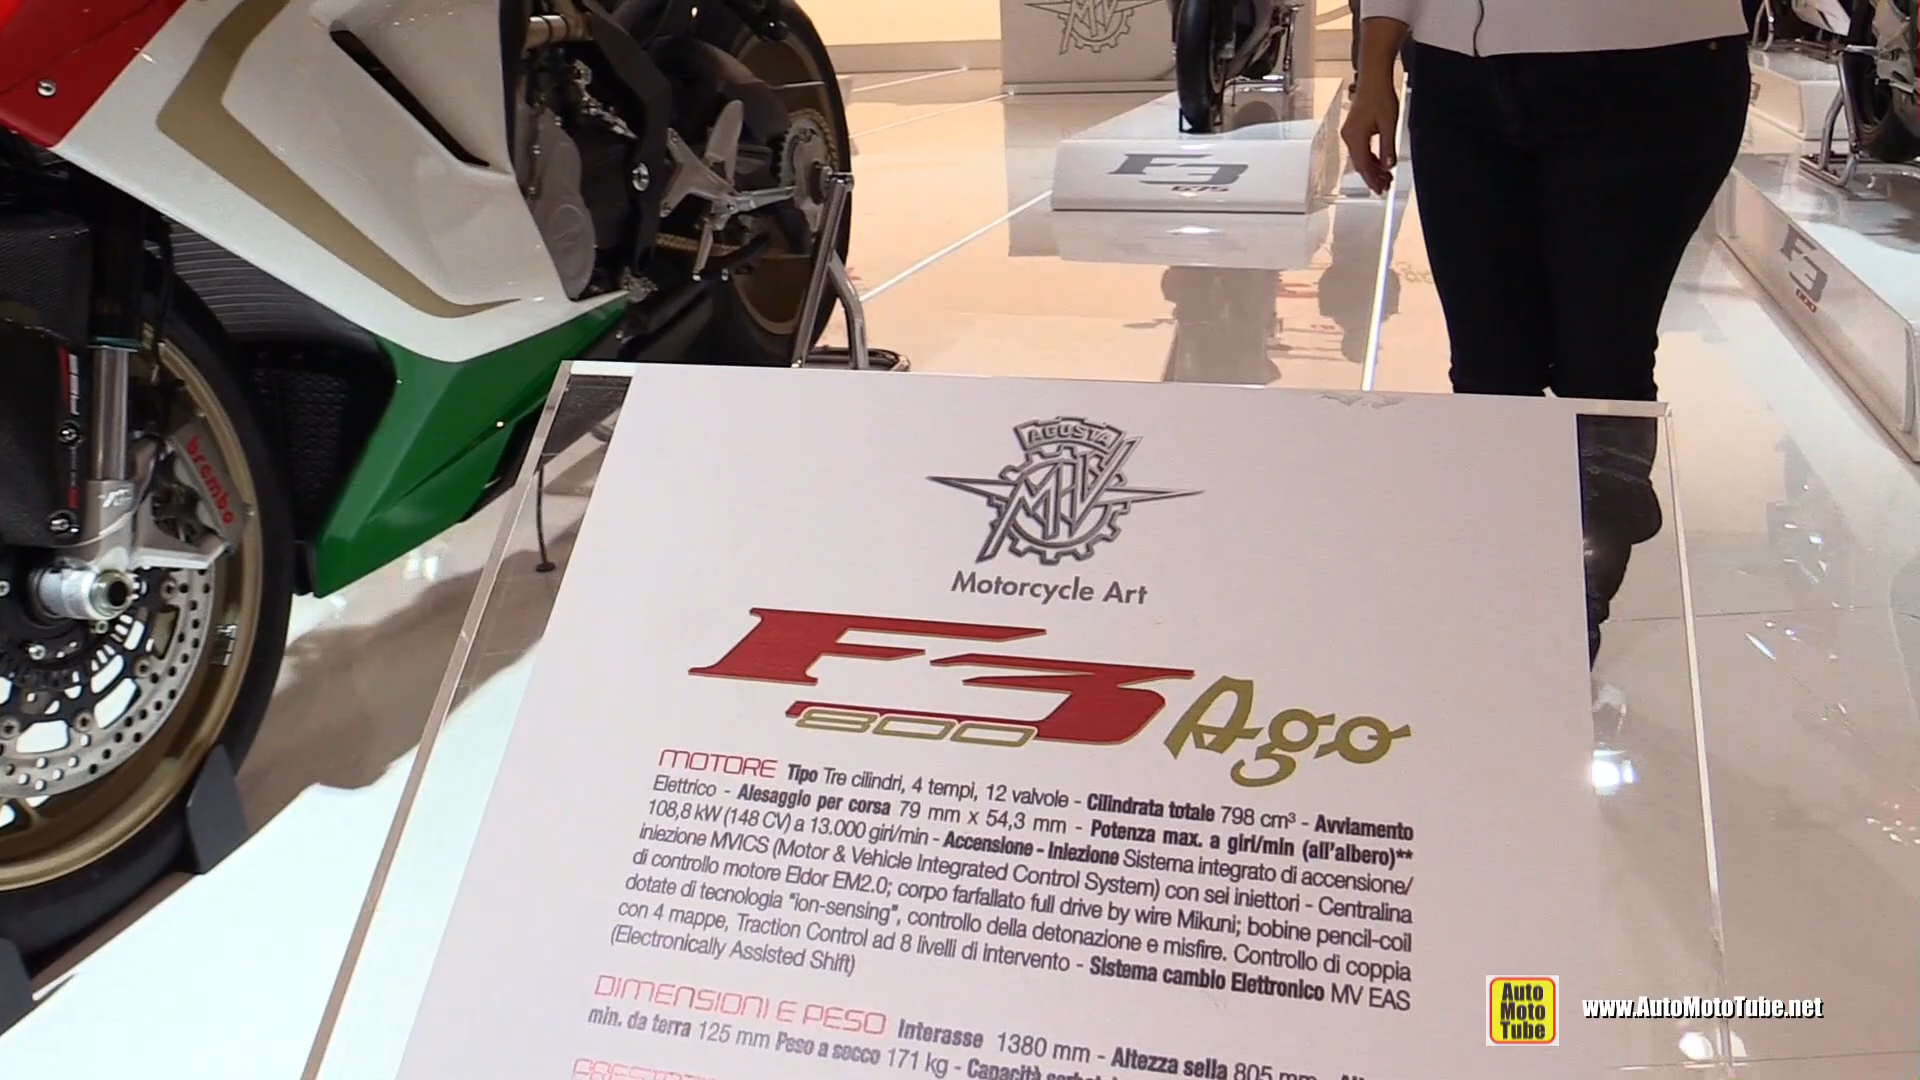 F3
675
F3
800
brembo
AGUSTA
MV
Motorcycle Art
F3
800
Ago
MOTORE Tipo Tre cilindri, 4 tempi, 12 valvole - Cilindrata totale 798 cm³ - Avviamento
Elettrico - Alesaggio per corsa 79 mm x 54,3 mm - Potenza max. a giri/min (all'albero)**
108,8 kW (148 CV) a 13.000 giri/min - Accensione - Iniezione Sistema integrato di accensione/
iniezione MVICS (Motor & Vehicle Integrated Control System) con sei iniettori - Centralina
di controllo motore Eldor EM2.0; corpo farfallato full drive by wire Mikuni; bobine pencil-coil
dotate di tecnologia "ion-sensing", controllo della detonazione e misfire. Controllo di coppia
con 4 mappe, Traction Control ad 8 livelli di intervento - Sistema cambio Elettronico MV EAS
(Electronically Assisted Shift)
DIMENSIONI E PESO Interasse 1380 mm - Altezza sella 805 mm
min. da terra 125 mm Peso a secco 171 kg - Capacità
Auto
Moto
Tube
www.AutoMotoTube.net